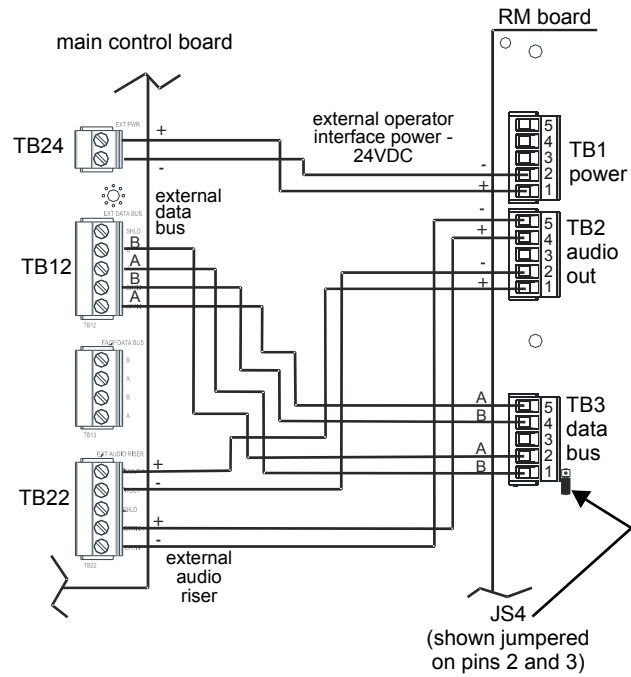 RM board
main control board
EXT PWR
TB24
+
-
external operator
interface power -
24VDC
-
+
5
4
3
2
1
TB1
power
external
data
bus
EXT DATA BUS
SHLD
TB12
B
A
B
A
TB12
-
+
-
+
5
4
3
2
1
TB2
audio
out
FACP DATA BUS
B
A
B
A
TB13
A
B
A
B
5
4
3
2
1
TB3
data
bus
EXT AUDIO RISER
TB22
+
-
SHLD
+
-
TB22
external
audio
riser
JS4
(shown jumpered
on pins 2 and 3)